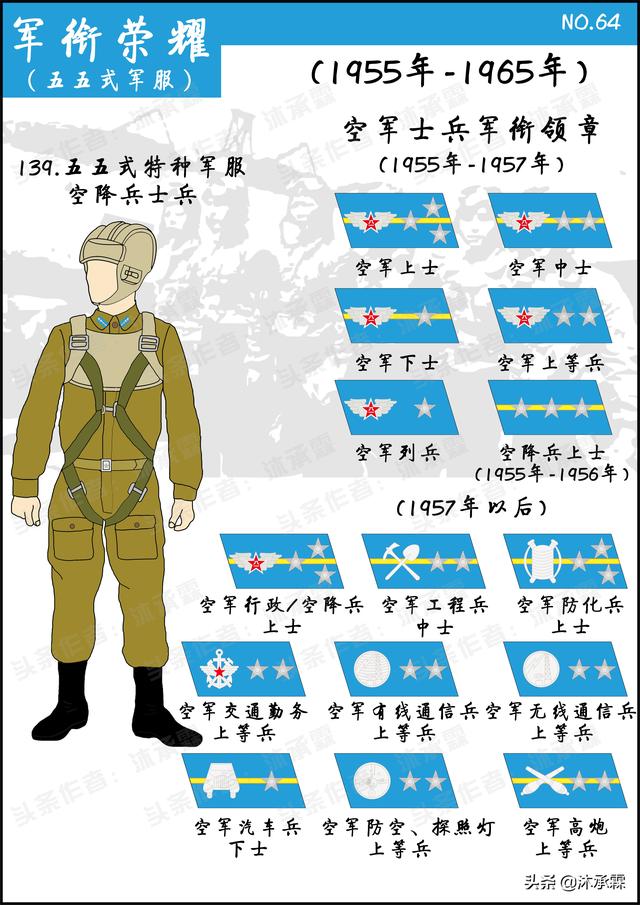 军衔荣耀
(五五式军服)
NO.64
(1955年-1965年)
139.五五式特种军服
空降兵士兵
空军士兵军衔领章
(1955年-1957年)
空军上士
空军中士
空军下士
空军上等兵
空军列兵
空降兵上士
(1955年-1956年)
(1957年以后)
空军行政/空降兵
上士
空军工程兵
中士
空军防化兵
上士
空军交通勤务
上等兵
空军有线通信兵
上等兵
空军无线通信兵
上等兵
空军汽车兵
下士
空军防空、探照灯
上等兵
空军高炮
上等兵
头条作者：沐承霖
头条 @沐承霖